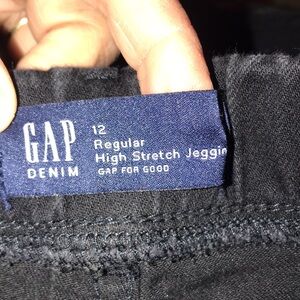 GAP
DENIM
12
Regular
High Stretch Jeggin
GAP FOR GOOD